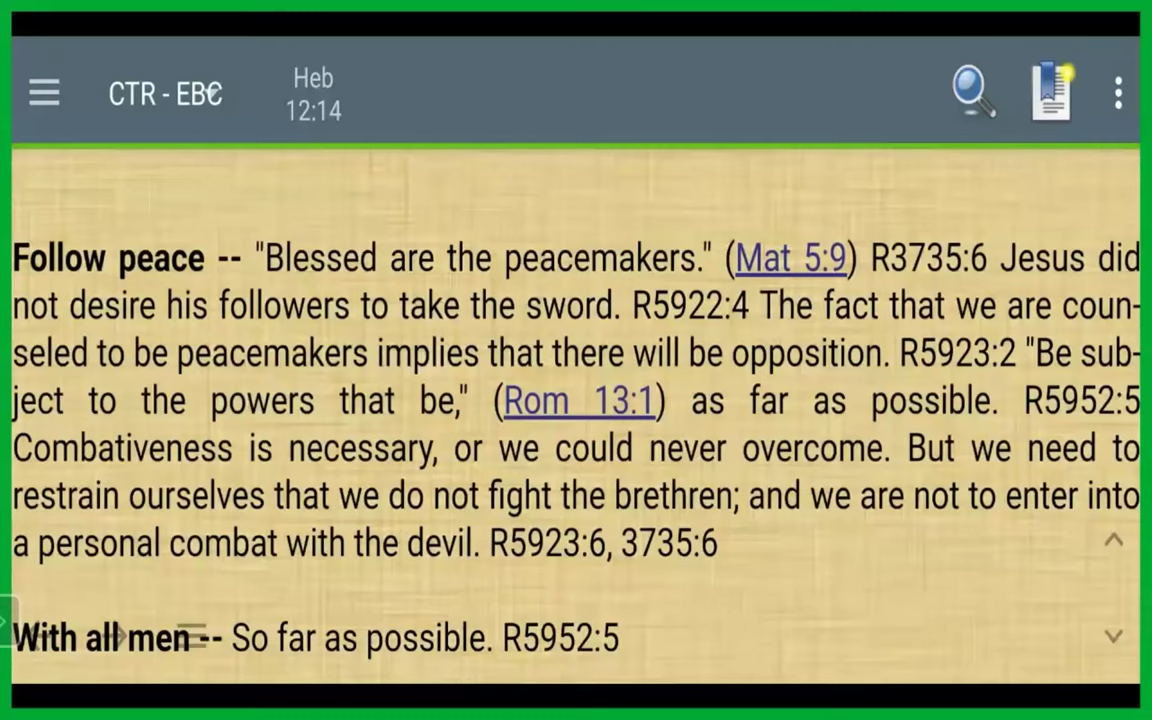 CTR - EBC
Heb
12:14
Follow peace -- "Blessed are the peacemakers." (Mat 5:9) R3735:6 Jesus did
not desire his followers to take the sword. R5922:4 The fact that we are coun-
seled to be peacemakers implies that there will be opposition. R5923:2 "Be sub-
ject to the powers that be," (Rom 13:1) as far as possible. R5952:5
Combativeness is necessary, or we could never overcome. But we need to
restrain ourselves that we do not fight the brethren; and we are not to enter into
a personal combat with the devil. R5923:6, 3735:6
With all men -- So far as possible. R5952:5